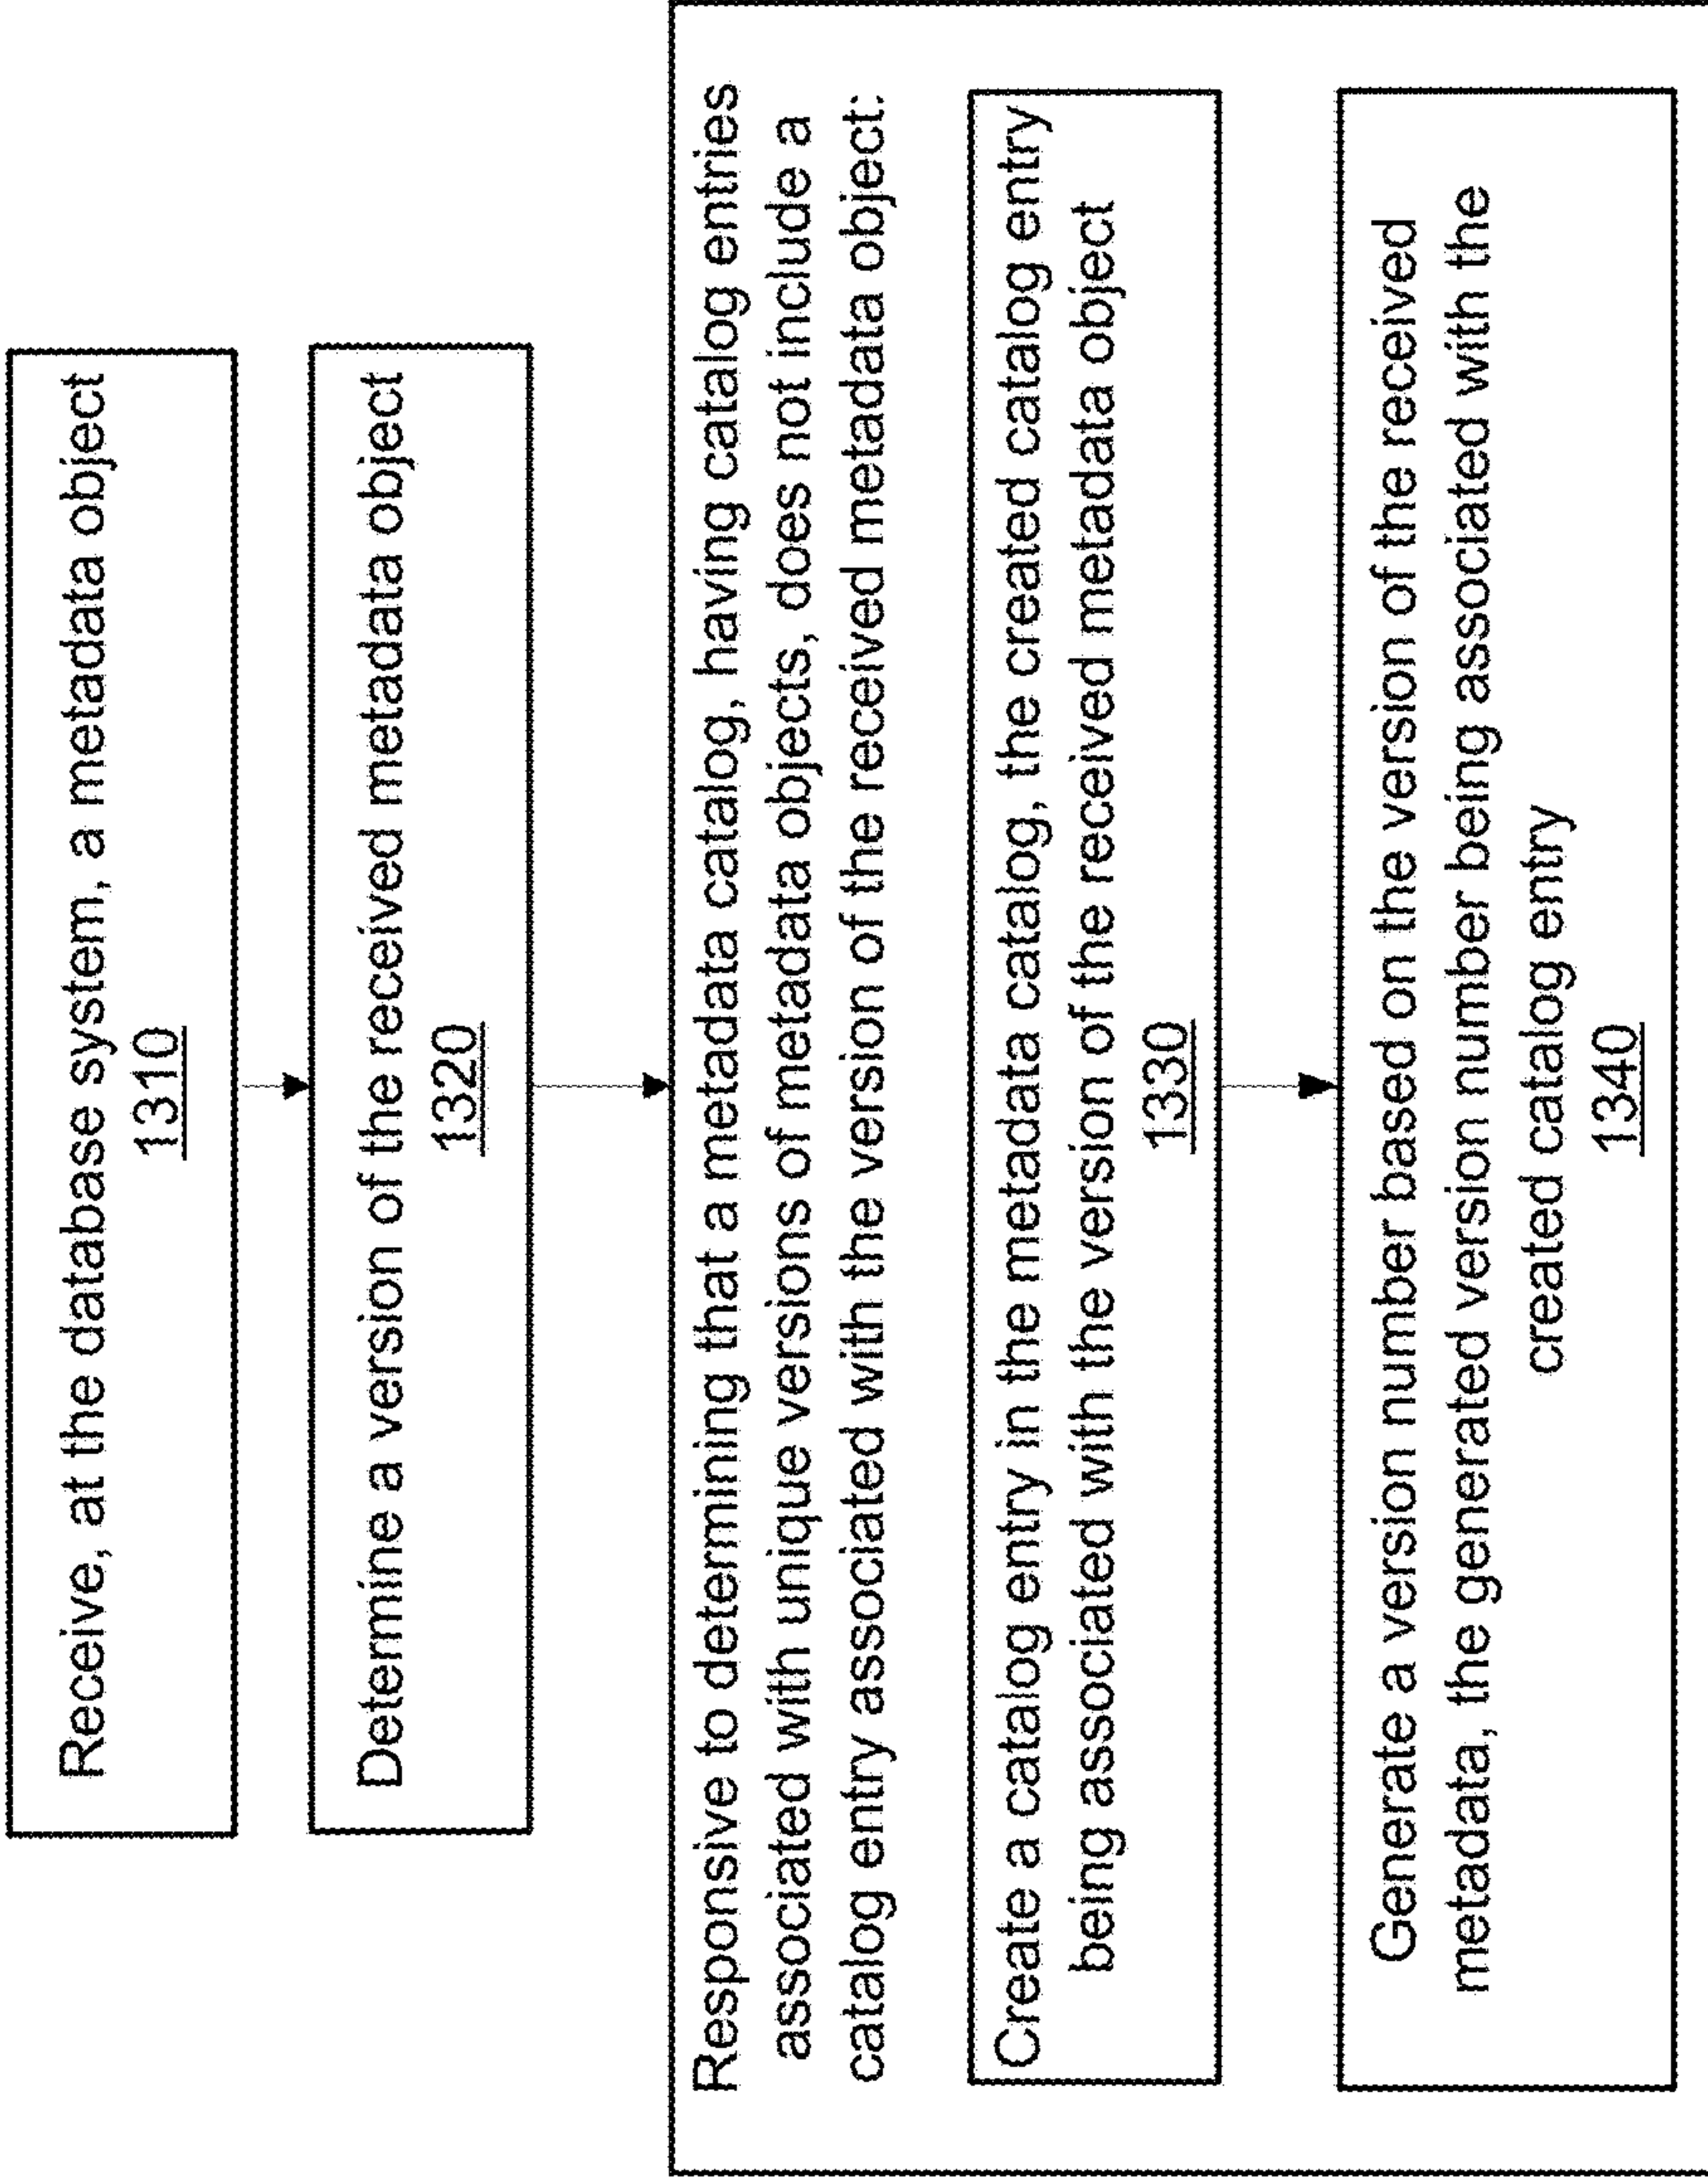 Receive, at the database system, a metadata object
1310
Determine a version of the received metadata object
1320
Responsive to determining that a metadata catalog, having catalog entries
associated with unique versions of metadata objects, does not include a
catalog entry associated with the version of the received metadata object:
Create a catalog entry in the metadata catalog, the created catalog entry
being associated with the version of the received metadata object
1330
Generate a version number based on the version of the received
metadata, the generated version number being associated with the
created catalog entry
1340